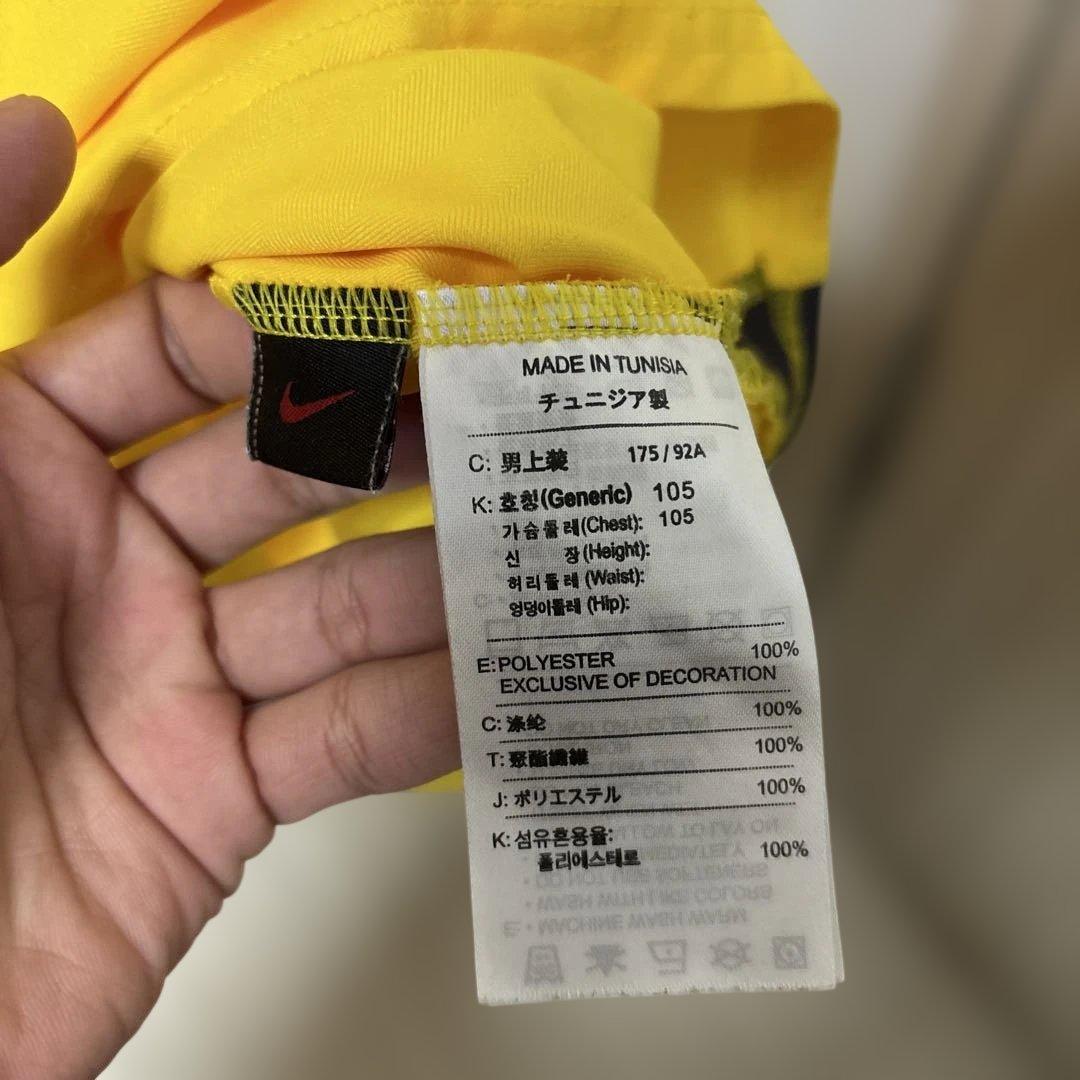 MADE IN TUNISIA
チュニジア製
C: 男上装 175/92A
K: 호칭(Generic) 105
가슴둘레(Chest): 105
신 장(Height):
허리둘레(Waist):
엉덩이둘레(Hip):
E:POLYESTER 100%
EXCLUSIVE OF DECORATION
C: 涤纶 100%
T: 聚酯纖維 100%
J: ポリエステル 100%
K: 섬유혼용율:
폴리에스테르 100%